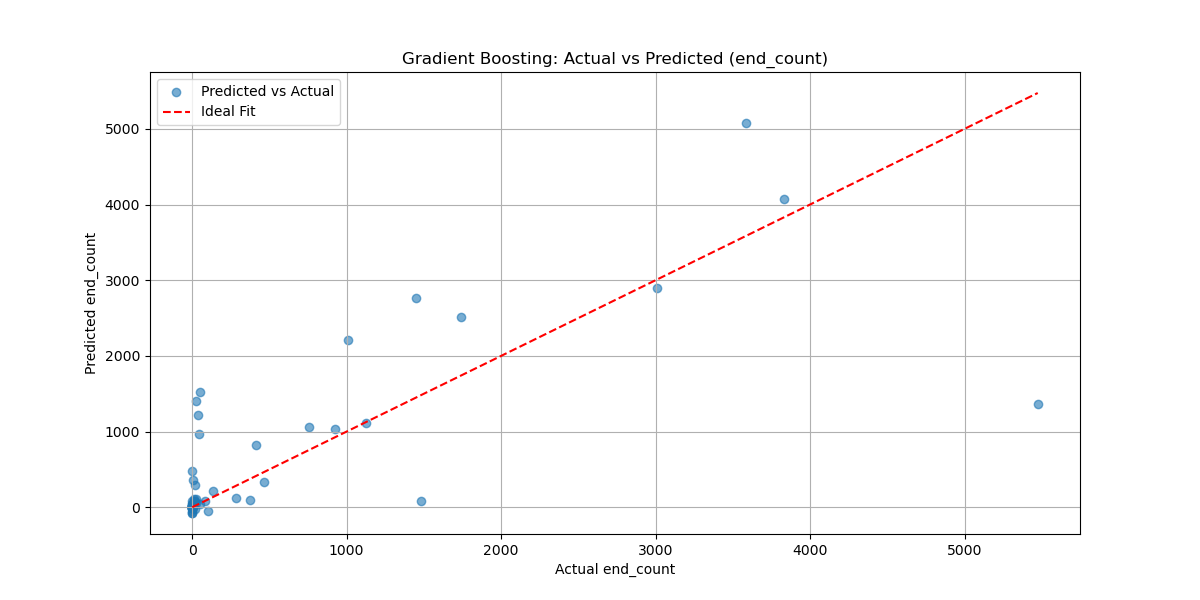 Gradient Boosting: Actual vs Predicted (end_count)
Predicted vs Actual
Ideal Fit
Predicted end_count
5000
4000
3000
2000
1000
0
0 1000 2000 3000 4000 5000
Actual end_count